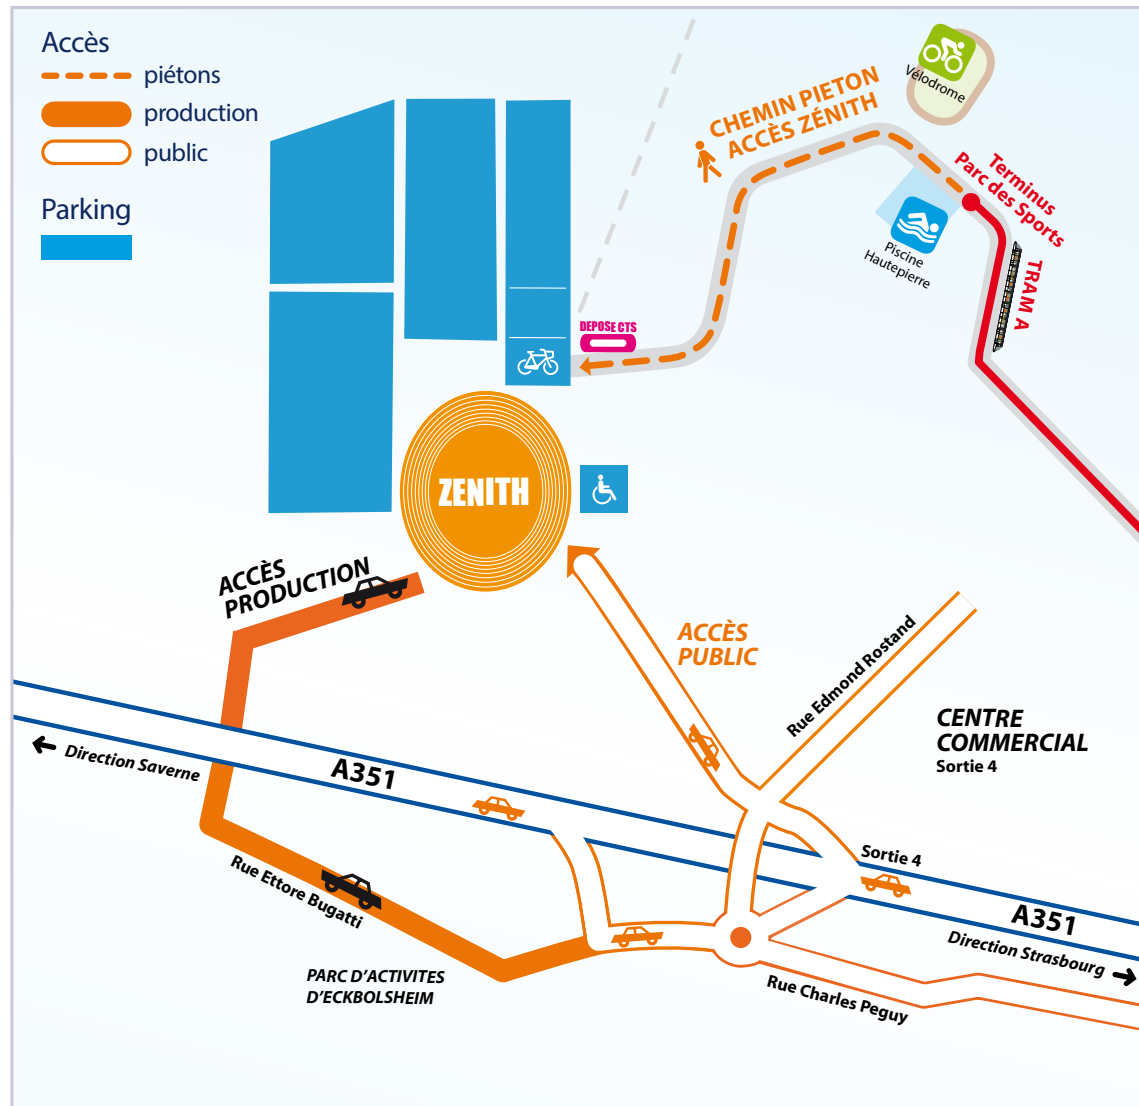 Accès
piétons
production
public
Parking
Vélodrome
CHEMIN PIETON
ACCÈS ZÉNITH
Terminus
Parc des Sports
Piscine
Hautepierre
TRAM A
DEPOSE CTS
ZENITH
ACCÈS
PRODUCTION
ACCÈS
PUBLIC
Rue Edmond Rostand
CENTRE
COMMERCIAL
Sortie 4
Direction Saverne
A351
Sortie 4
Rue Ettore Bugatti
A351
Direction Strasbourg
PARC D'ACTIVITES
D'ECKBOLSHEIM
Rue Charles Peguy